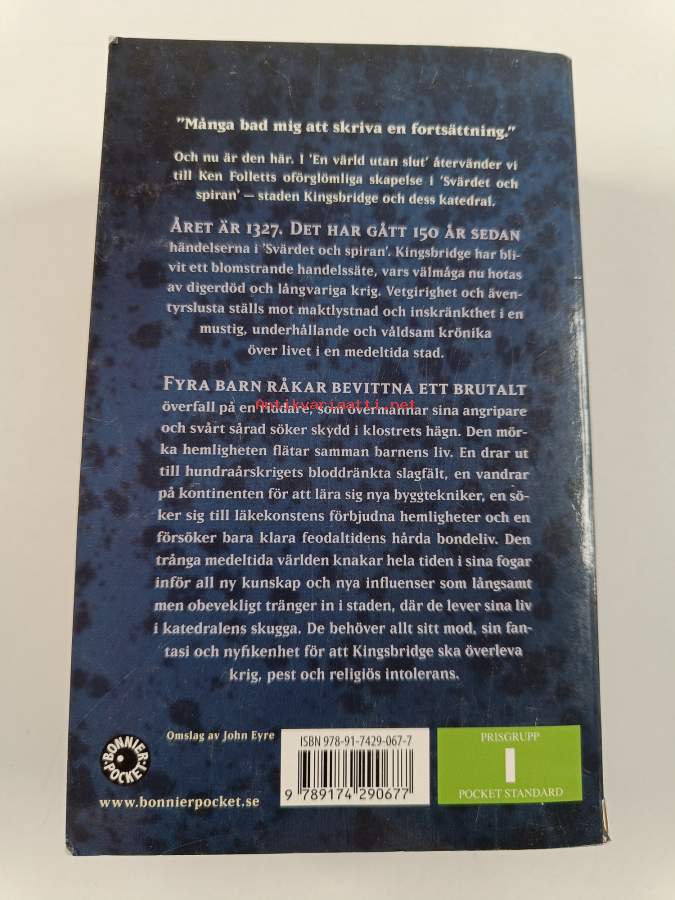 "Många bad mig att skriva en fortsättning."
Och nu är den här. I 'En värld utan slut' återvänder vi
till Ken Folletts oförglömliga skapelse i 'Svärdet och
spiran' – staden Kingsbridge och dess katedral.
ÅRET ÄR 1327. DET HAR GÅTT 150 ÅR SEDAN
händelserna i 'Svärdet och spiran'. Kingsbridge har bli-
vit ett blomstrande handelssäte, vars välmåga nu hotas
av digerdöd och långvariga krig. Vetgirighet och även-
tyrslusta ställs mot maktlystnad och inskränkthet i en
mustig, underhållande och våldsam krönika
över livet i en medeltida stad.
FYRA BARN RÅKAR BEVITTNA ETT BRUTALT
Antikvariaatti.net
överfall på en riddare, som övermannar sina angripare
och svårt sårad söker skydd i klostrets hägn. Den mör-
ka hemligheten flätar samman barnens liv. En drar ut
till hundraårskrigets bloddränkta slagfält, en vandrar
på kontinenten för att lära sig nya byggtekniker, en sö-
ker sig till läkekonstens förbjudna hemligheter och en
försöker bara klara feodaltidens hårda bondeliv. Den
trånga medeltida världen knakar hela tiden i sina fogar
inför all ny kunskap och nya influenser som långsamt
men obevekligt tränger in i staden, där de lever sina liv
i katedralens skugga. De behöver allt sitt mod, sin fan-
tasi och nyfikenhet för att Kingsbridge ska överleva
krig, pest och religiös intolerans.
BONNIER
POCKET
www.bonnierpocket.se
Omslag av John Eyre
ISBN 978-91-7429-067-7
9 789174 290677
PRISGRUPP
I
POCKET STANDARD